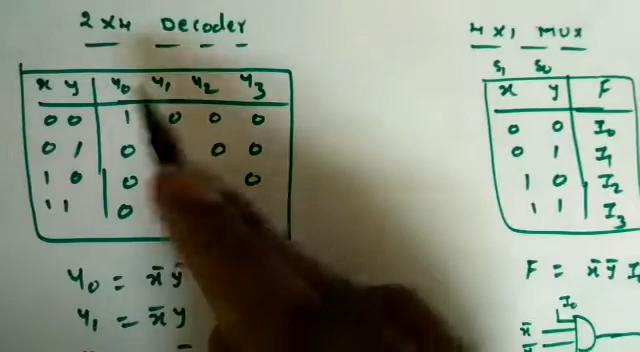 2x4 Decoder
x y y0 y1 y2 y3
0 0 1 0 0 0
0 1 0 0 0
1 0 0 0
1 1 0
y0 = x̄ ȳ
y1 = x̄ y
4x1 MUX
S1 S0
x y F
0 0 I0
0 1 I1
1 0 I2
1 1 I3
F = x̄ ȳ I0
I0
x̄
ȳ